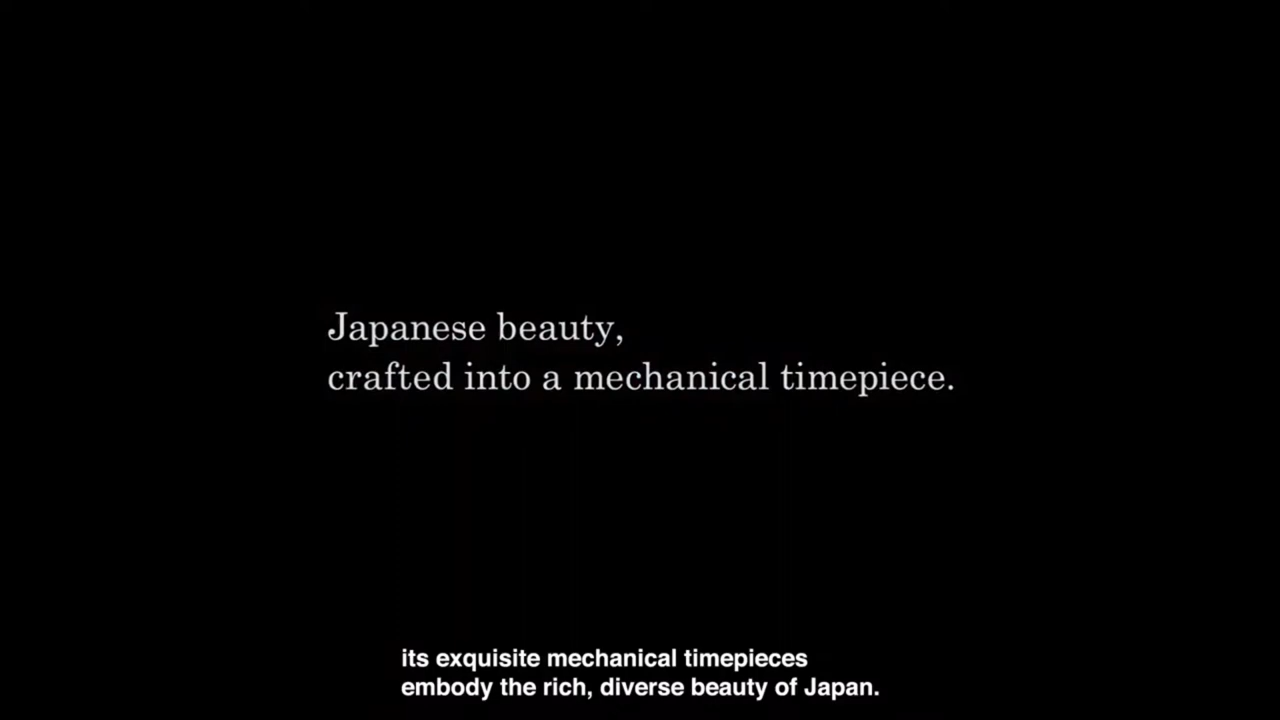 Japanese beauty,
crafted into a mechanical timepiece.
its exquisite mechanical timepieces
embody the rich, diverse beauty of Japan.